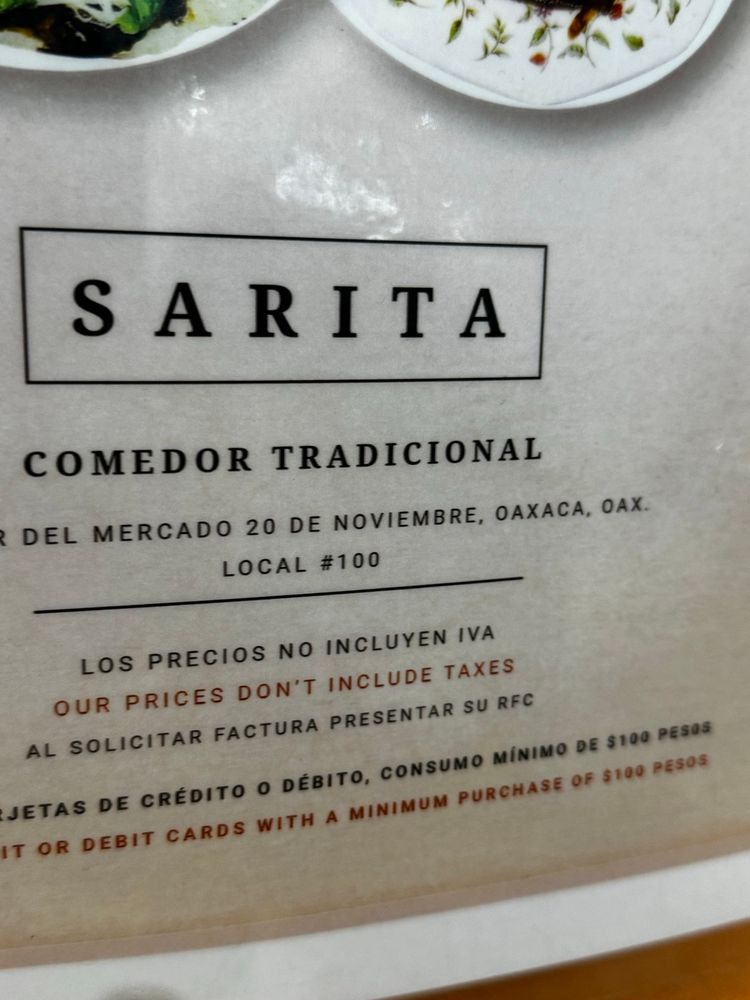 SARITA
COMEDOR TRADICIONAL
DEL MERCADO 20 DE NOVIEMBRE, OAXACA, OAX.
LOCAL #100
LOS PRECIOS NO INCLUYEN IVA
OUR PRICES DON'T INCLUDE TAXES
AL SOLICITAR FACTURA PRESENTAR SU RFC
DE CRÉDITO O DÉBITO, CONSUMO MÍNIMO DE $100 PESOS
OR DEBIT CARDS WITH A MINIMUM PURCHASE OF $100 PESOS